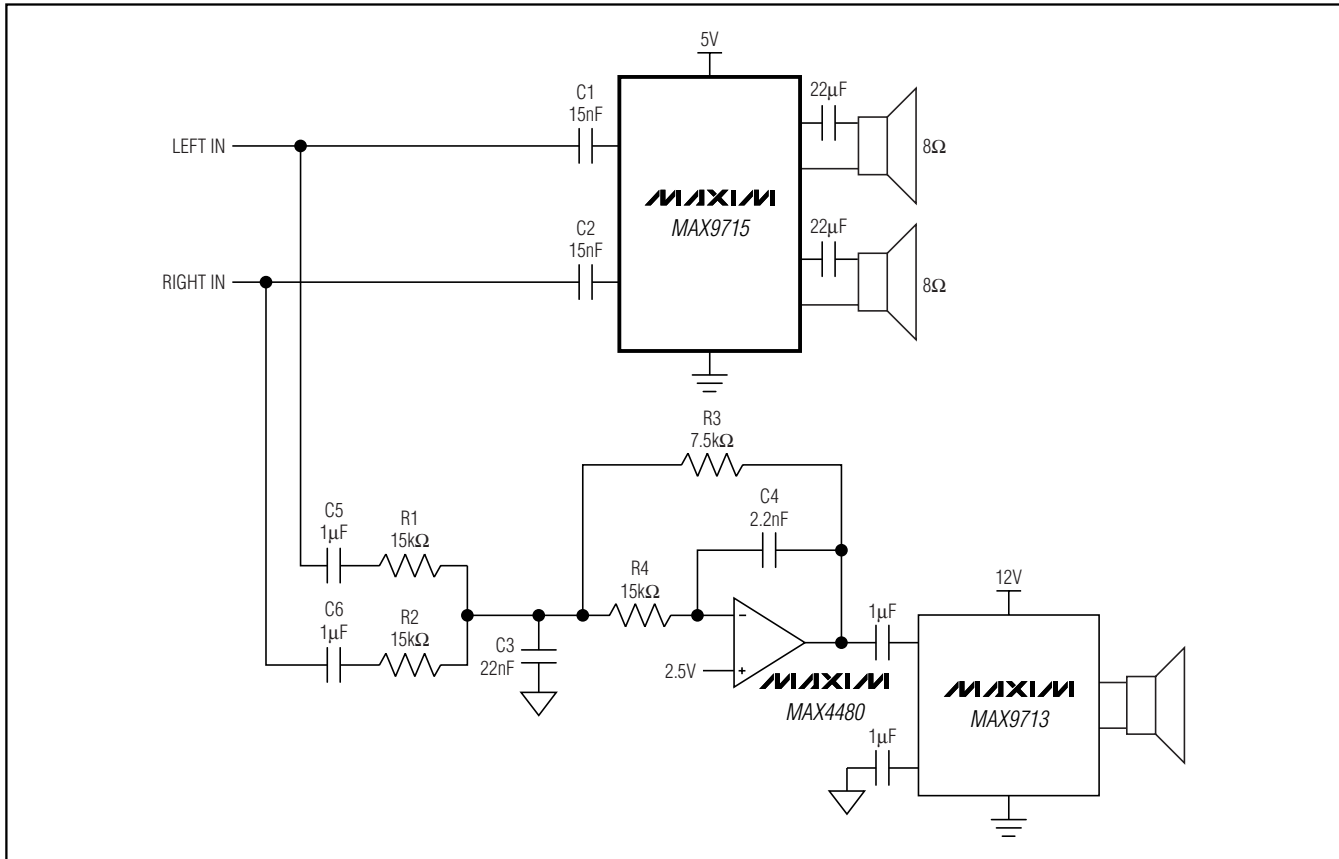 5V
C1
15nF
22µF
LEFT IN
8Ω
MAXIM
MAX9715
C2
15nF
22µF
RIGHT IN
8Ω
R3
7.5kΩ
C5
1µF
R1
15kΩ
C4
2.2nF
R4
15kΩ
12V
C6
1µF
R2
15kΩ
C3
22nF
1µF
−
+
2.5V
MAXIM
MAX4480
MAXIM
MAX9713
1µF